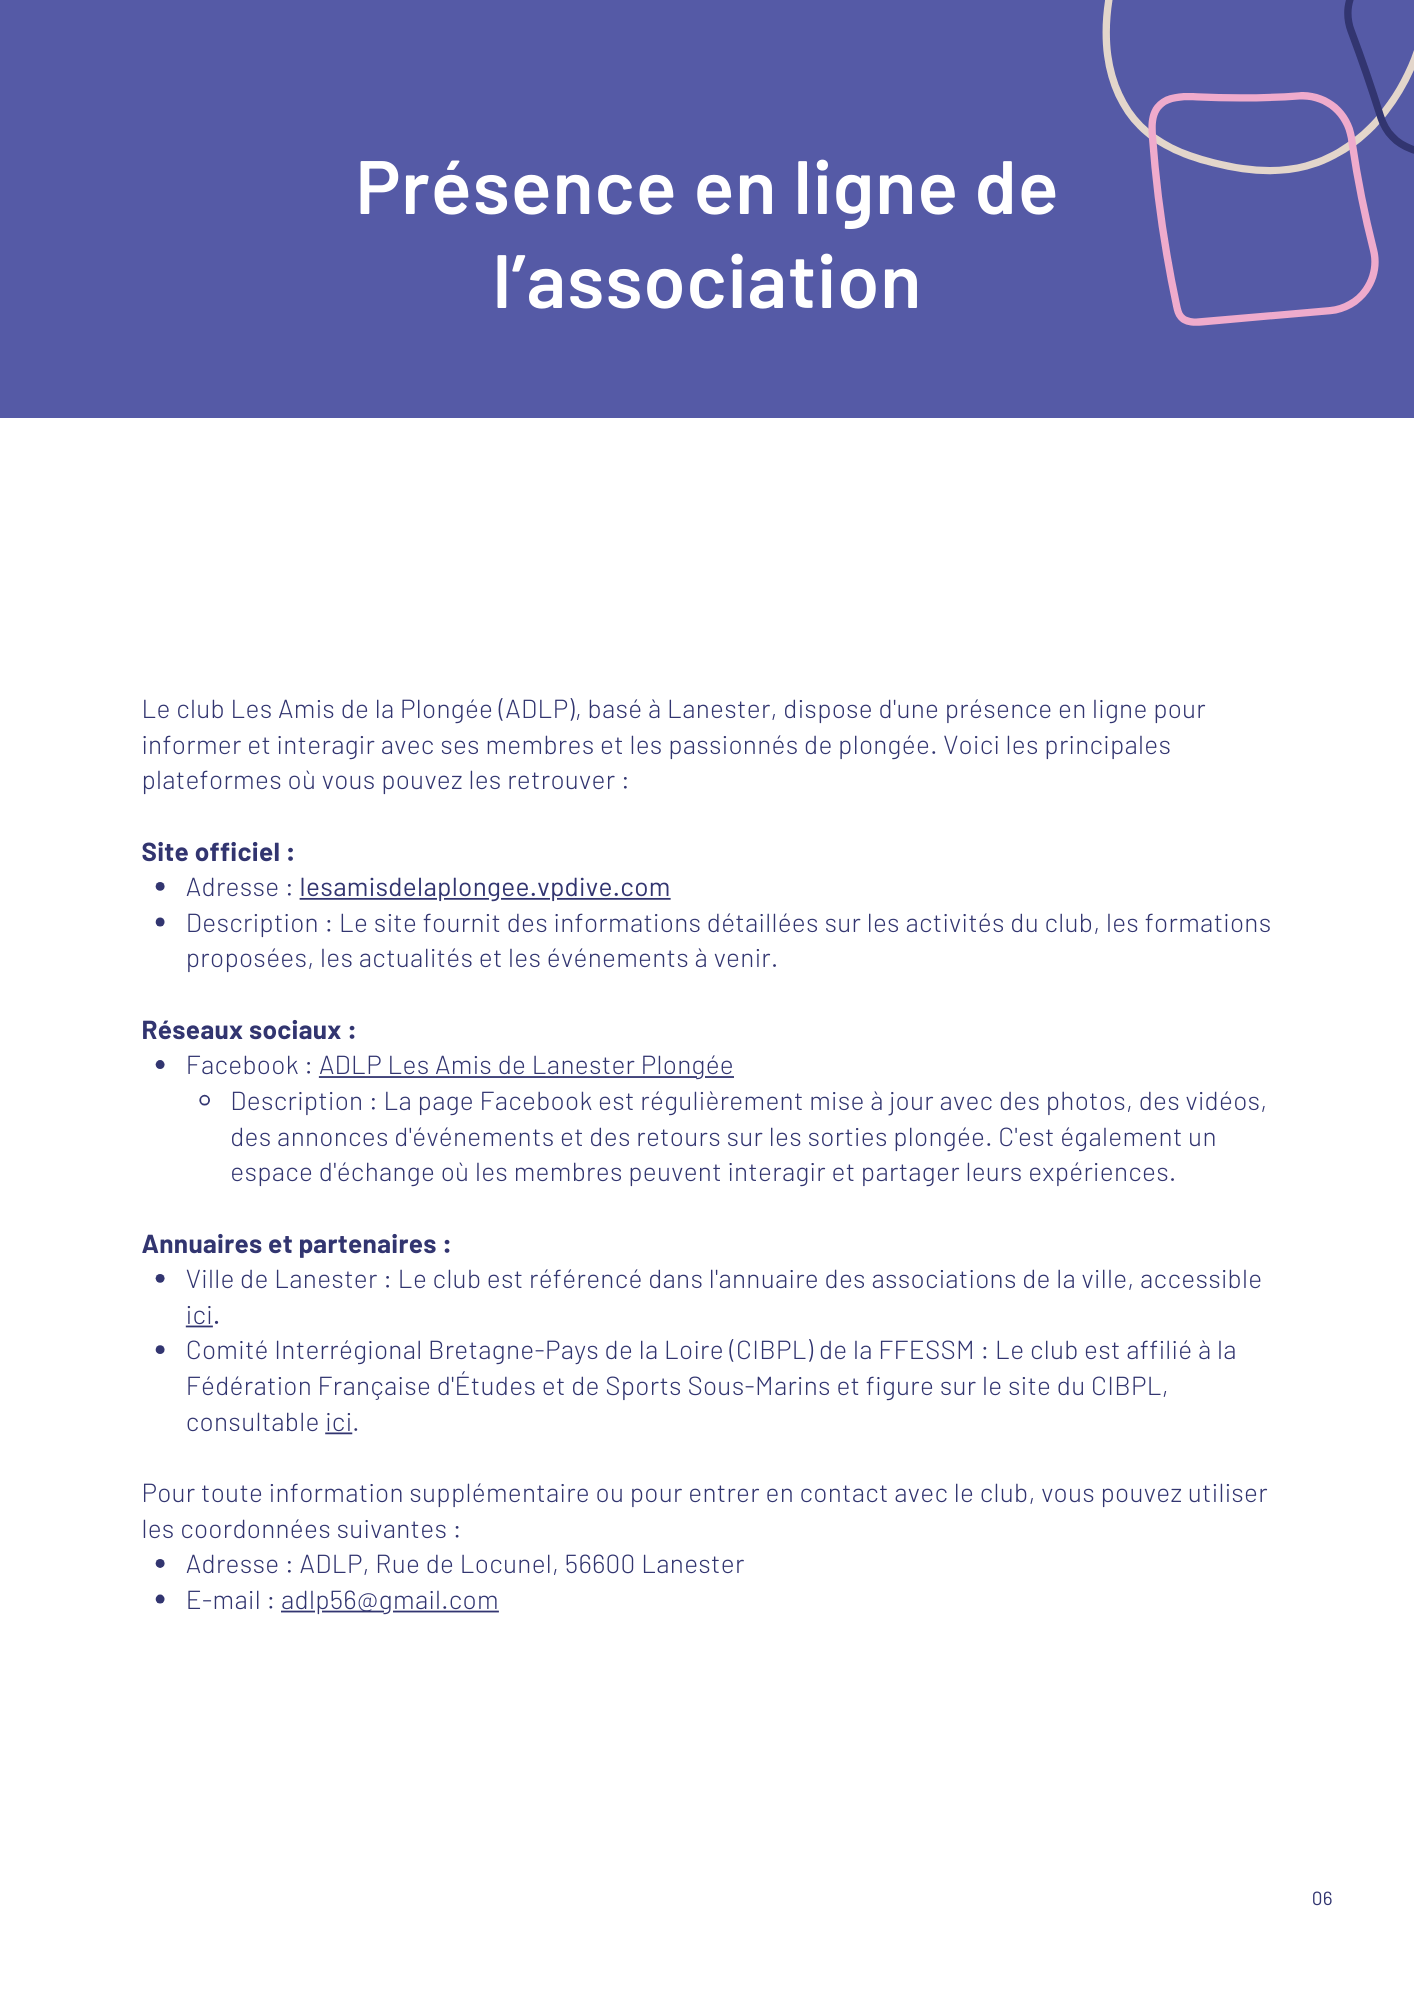 Présence en ligne de
l’association
Le club Les Amis de la Plongée (ADLP), basé à Lanester, dispose d'une présence en ligne pour
informer et interagir avec ses membres et les passionnés de plongée. Voici les principales
plateformes où vous pouvez les retrouver :
Site officiel :
• Adresse : lesamisdelaplongee.vpdive.com
• Description : Le site fournit des informations détaillées sur les activités du club, les formations
proposées, les actualités et les événements à venir.
Réseaux sociaux :
• Facebook : ADLP Les Amis de Lanester Plongée
◦ Description : La page Facebook est régulièrement mise à jour avec des photos, des vidéos,
des annonces d'événements et des retours sur les sorties plongée. C'est également un
espace d'échange où les membres peuvent interagir et partager leurs expériences.
Annuaires et partenaires :
• Ville de Lanester : Le club est référencé dans l'annuaire des associations de la ville, accessible
ici.
• Comité Interrégional Bretagne-Pays de la Loire (CIBPL) de la FFESSM : Le club est affilié à la
Fédération Française d'Études et de Sports Sous-Marins et figure sur le site du CIBPL,
consultable ici.
Pour toute information supplémentaire ou pour entrer en contact avec le club, vous pouvez utiliser
les coordonnées suivantes :
• Adresse : ADLP, Rue de Locunel, 56600 Lanester
• E-mail : adlp56@gmail.com
06